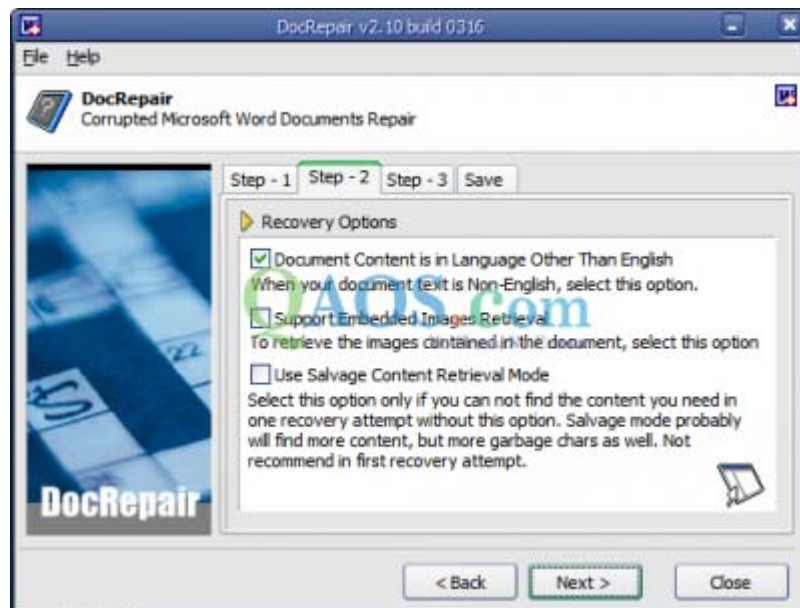 DocRepair v2.10 build 0316
File Help
DocRepair
Corrupted Microsoft Word Documents Repair
Step - 1 Step - 2 Step - 3 Save
Recovery Options
Document Content is in Language Other Than English
When your document text is Non-English, select this option.
QAOS.com
Support Embedded Images Retrieval
To retrieve the images contained in the document, select this option
Use Salvage Content Retrieval Mode
Select this option only if you can not find the content you need in
one recovery attempt without this option. Salvage mode probably
will find more content, but more garbage chars as well. Not
recommend in first recovery attempt.
22
DocRepair
< Back Next > Close